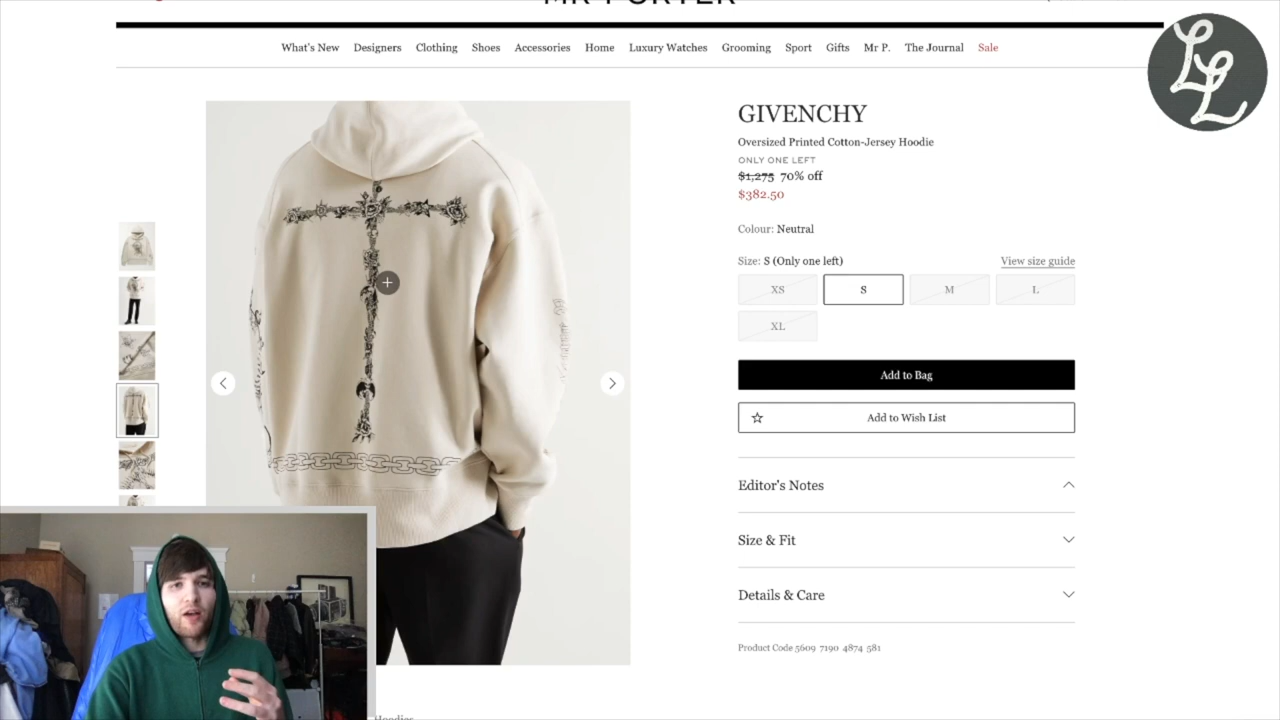 MR PORTER
What's New Designers Clothing Shoes Accessories Home Luxury Watches Grooming Sport Gifts Mr P. The Journal Sale
LL
GIVENCHY
Oversized Printed Cotton-Jersey Hoodie
ONLY ONE LEFT
$1,275 70% off
$382.50
Colour: Neutral
Size: S (Only one left) View size guide
XS S M L
XL
Add to Bag
Add to Wish List
Editor's Notes
Size & Fit
Details & Care
Product Code 5609 7190 4874 581
Hoodies